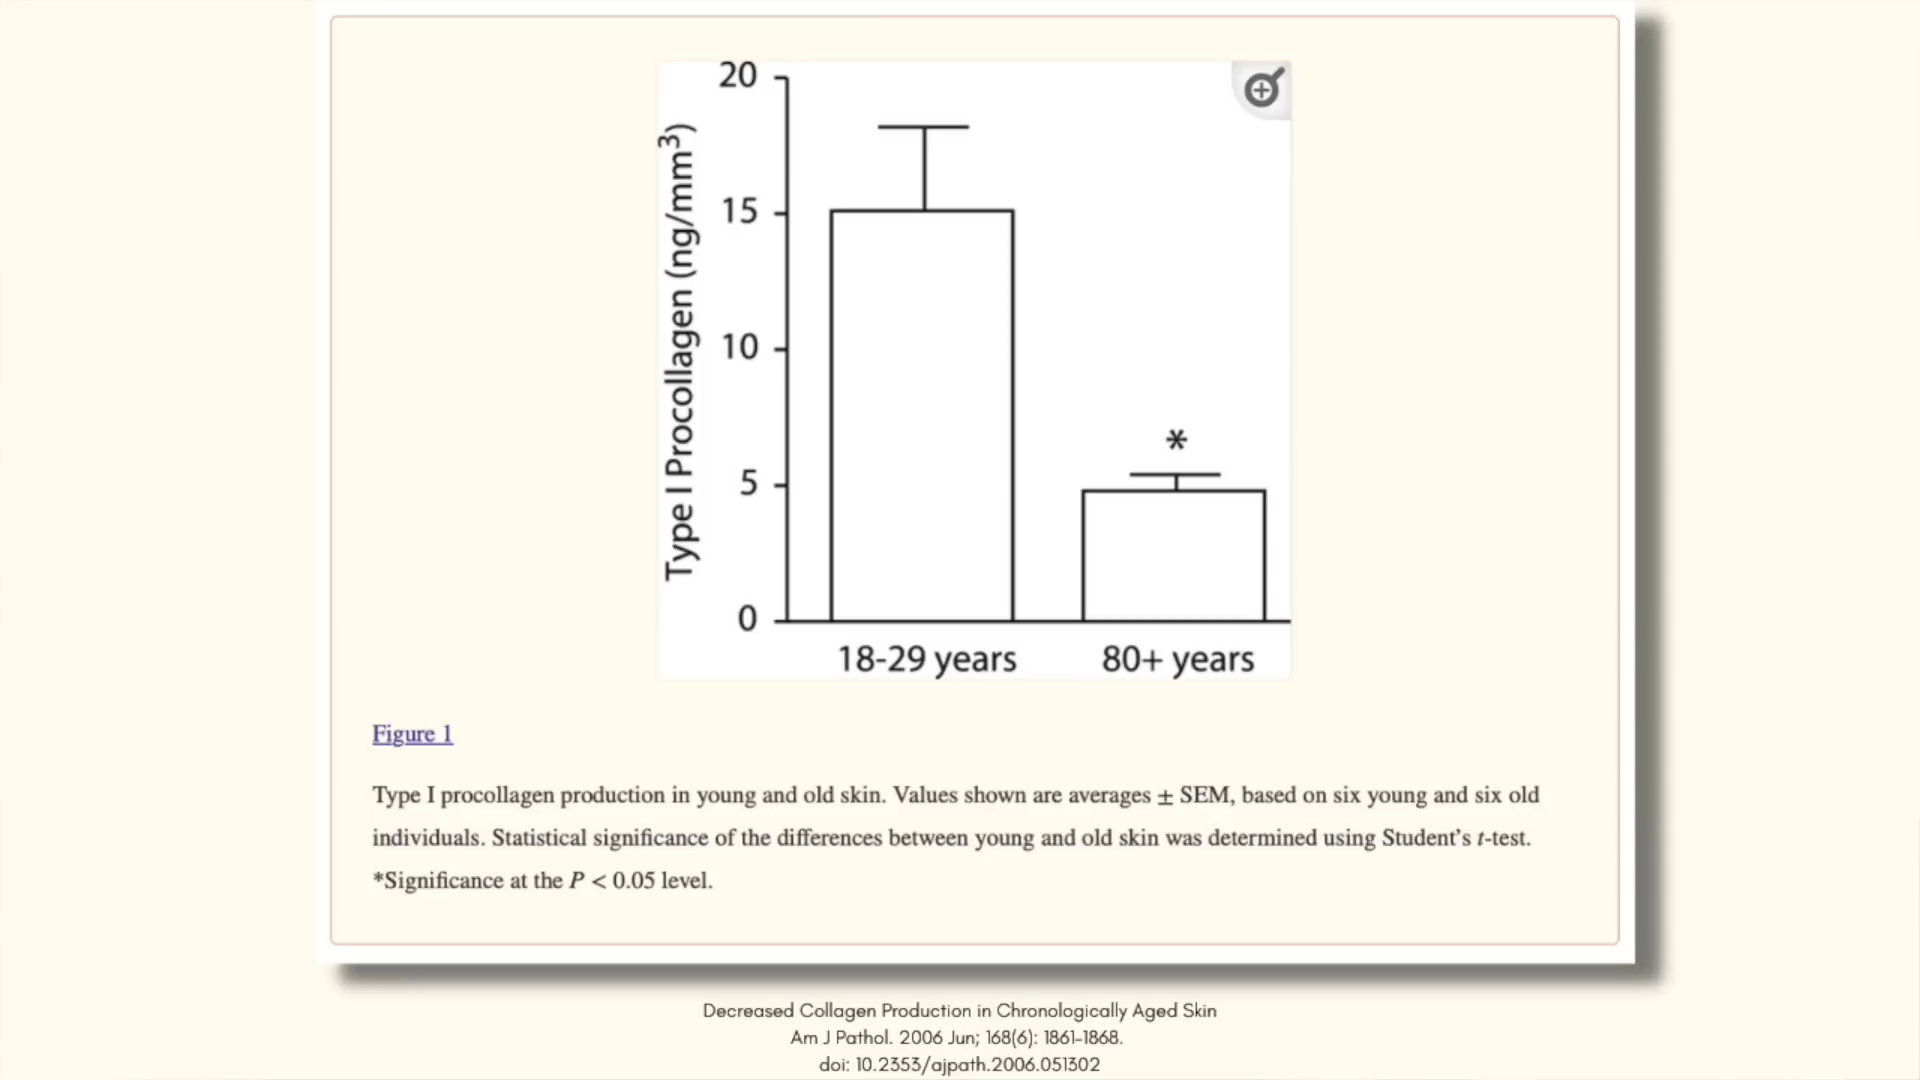 20
15
10
5
0
Type I Procollagen (ng/mm³)
*
18-29 years
80+ years
Figure 1
Type I procollagen production in young and old skin. Values shown are averages ± SEM, based on six young and six old
individuals. Statistical significance of the differences between young and old skin was determined using Student’s t-test.
*Significance at the P < 0.05 level.
Decreased Collagen Production in Chronologically Aged Skin
Am J Pathol. 2006 Jun; 168(6): 1861-1868.
doi: 10.2353/ajpath.2006.051302